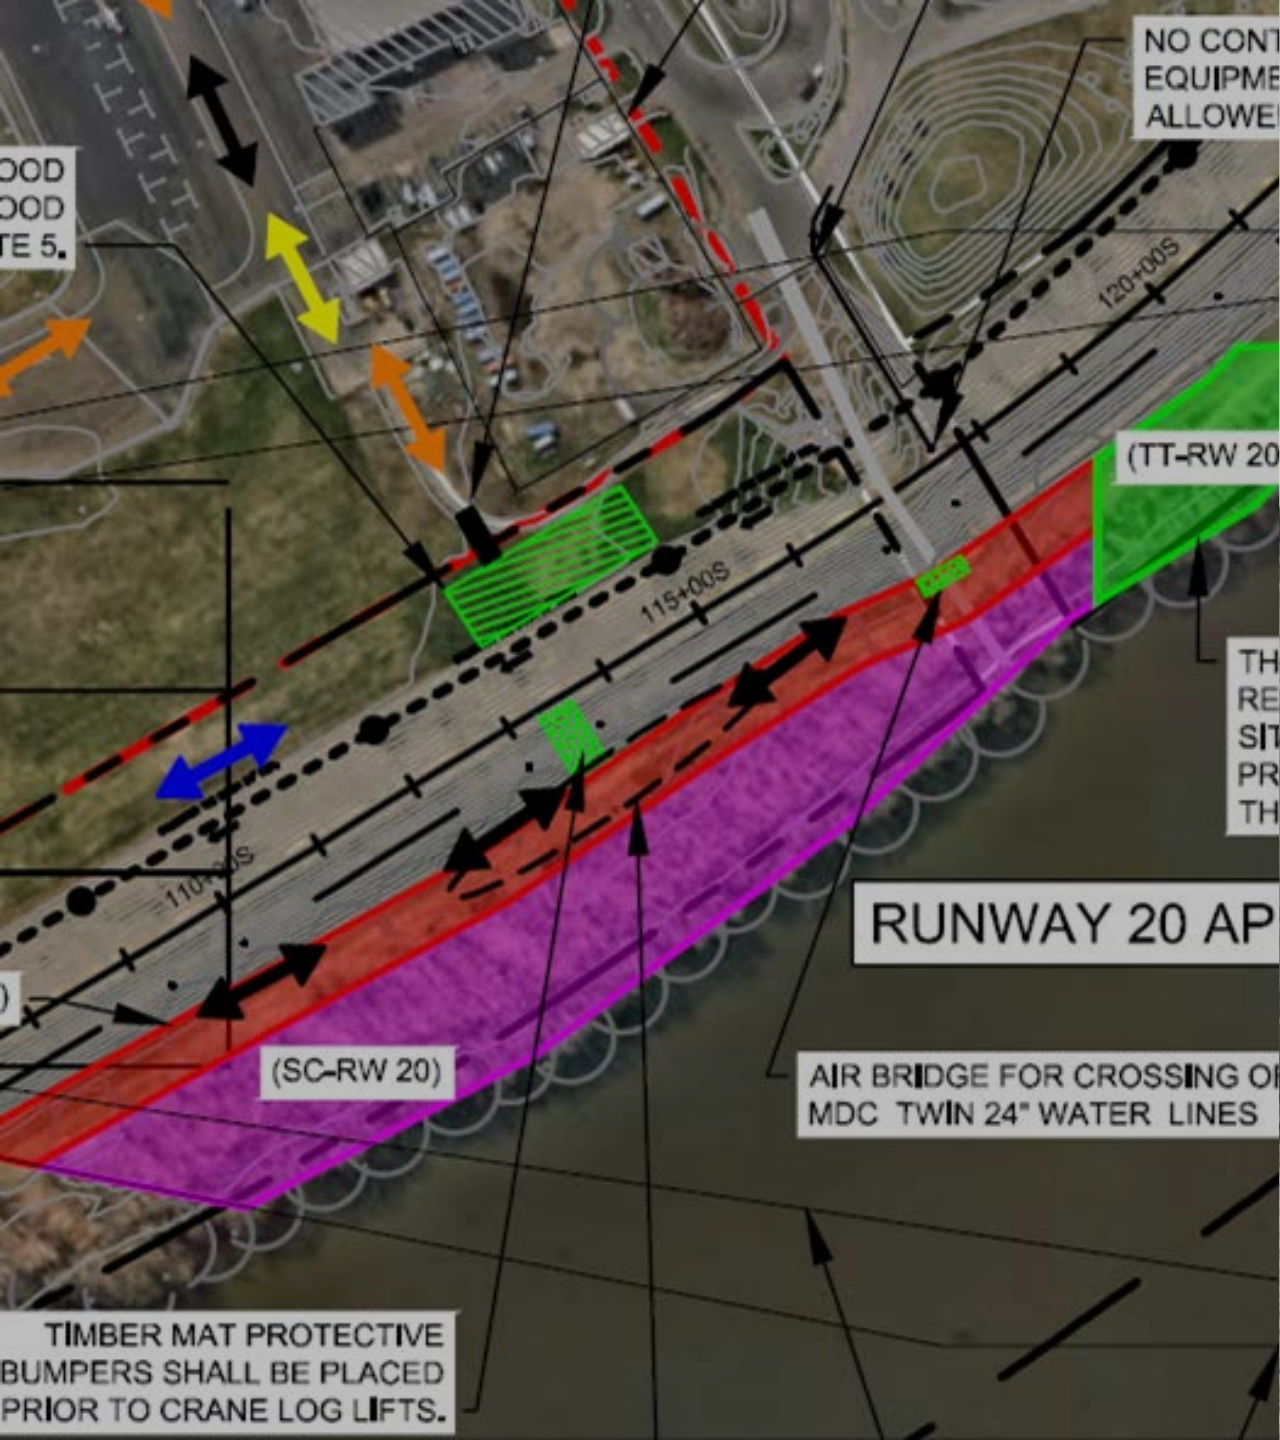 NO CONT
EQUIPME
ALLOWE
OOD
OOD
TE 5.
120+00S
(TT-RW 20
115+00S
TH
RE
SIT
PR
TH
110+00S
RUNWAY 20 AP
)
(SC-RW 20)
AIR BRIDGE FOR CROSSING OF
MDC TWIN 24" WATER LINES
TIMBER MAT PROTECTIVE
BUMPERS SHALL BE PLACED
PRIOR TO CRANE LOG LIFTS.